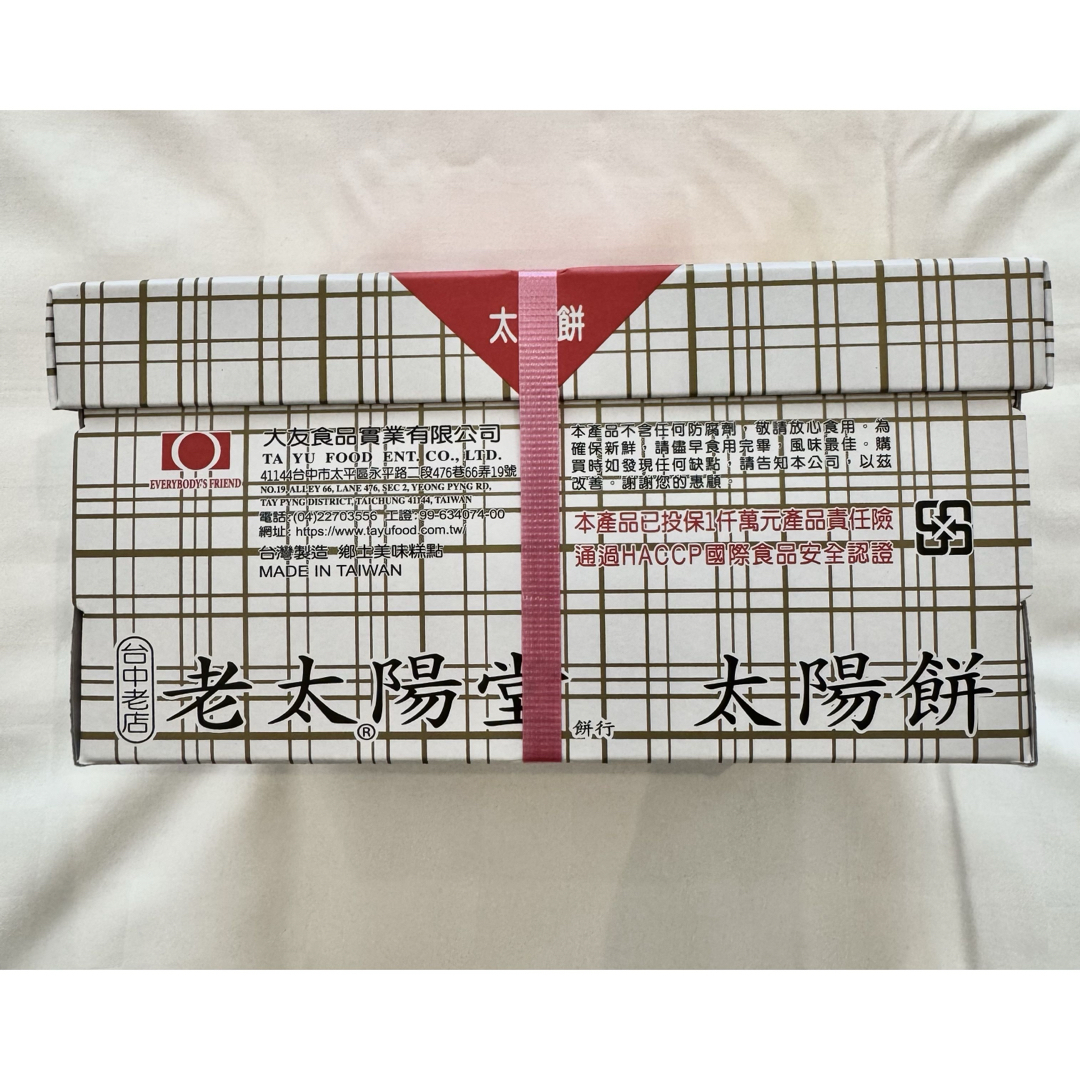 太 餅
EVERYBODY'S FRIEND
大友食品實業有限公司
TA YU FOOD ENT. CO., LTD.
41144台中市太平區永平路二段476巷66弄19號
NO.19, ALLEY 66, LANE 476, SEC 2, YEONG PYNG RD,
TAY PYNG DISTRICT, TAICHUNG 41144, TAIWAN
電話:(04)22703556 工證:99-634074-00
網址: https://www.tayufood.com.tw/
台灣製造 鄉土美味糕點
MADE IN TAIWAN
本產品不含任何防腐劑，敬請放心食用。為
確保新鮮，請儘早食用完畢，風味最佳。購
買時如發現任何缺點，請告知本公司，以茲
改善。謝謝您的惠顧。
本產品已投保1仟萬元產品責任險
通過HACCP國際食品安全認證
台中老店
老太陽堂®餅行 太陽餅